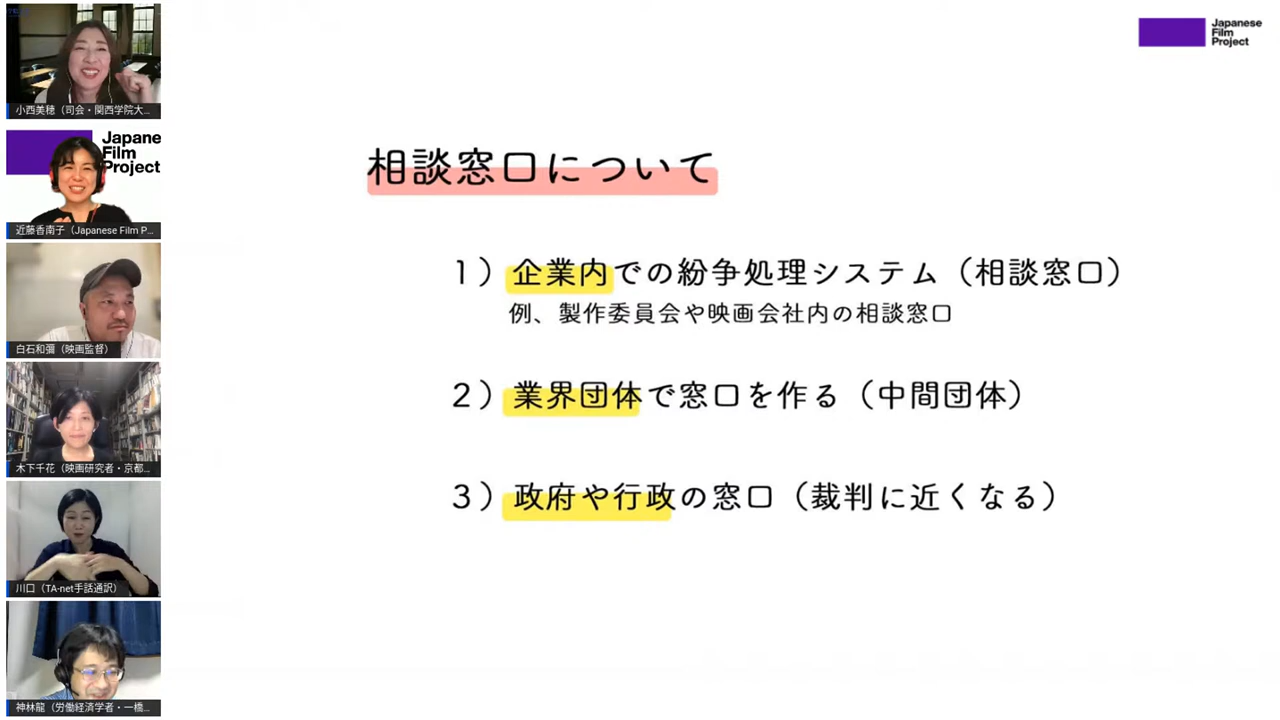 小西美穂（司会・関西学院大...
Japanese
Film
Project
近藤香南子（Japanese Film P...
白石和彌（映画監督）
木下千花（映画研究者・京都...
川口（TA-net手話通訳）
神林龍（労働経済学者・一橋...
Japanese
Film
Project
相談窓口について
1）企業内での紛争処理システム（相談窓口）
例、製作委員会や映画会社内の相談窓口
2）業界団体で窓口を作る（中間団体）
3）政府や行政の窓口（裁判に近くなる）